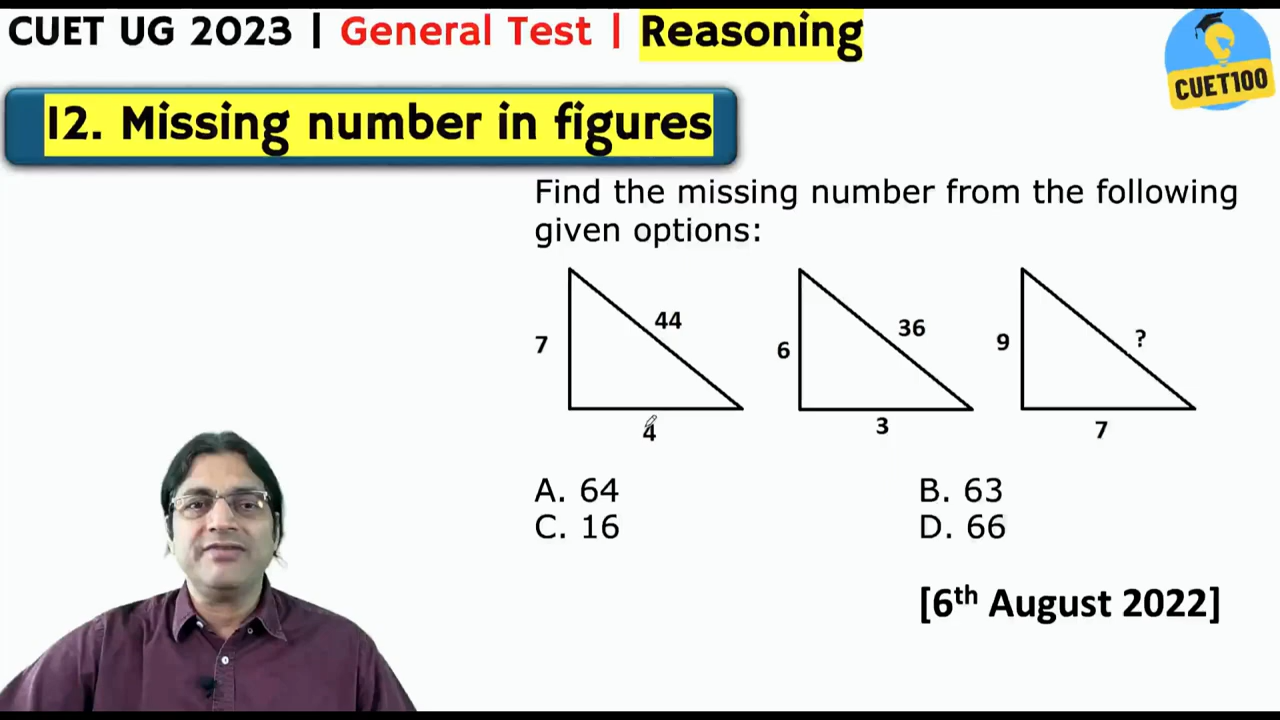 CUET UG 2023 | General Test | Reasoning
CUET100
12. Missing number in figures
Find the missing number from the following
given options:
7 44 4
6 36 3
9 ? 7
A. 64 B. 63
C. 16 D. 66
[6th August 2022]